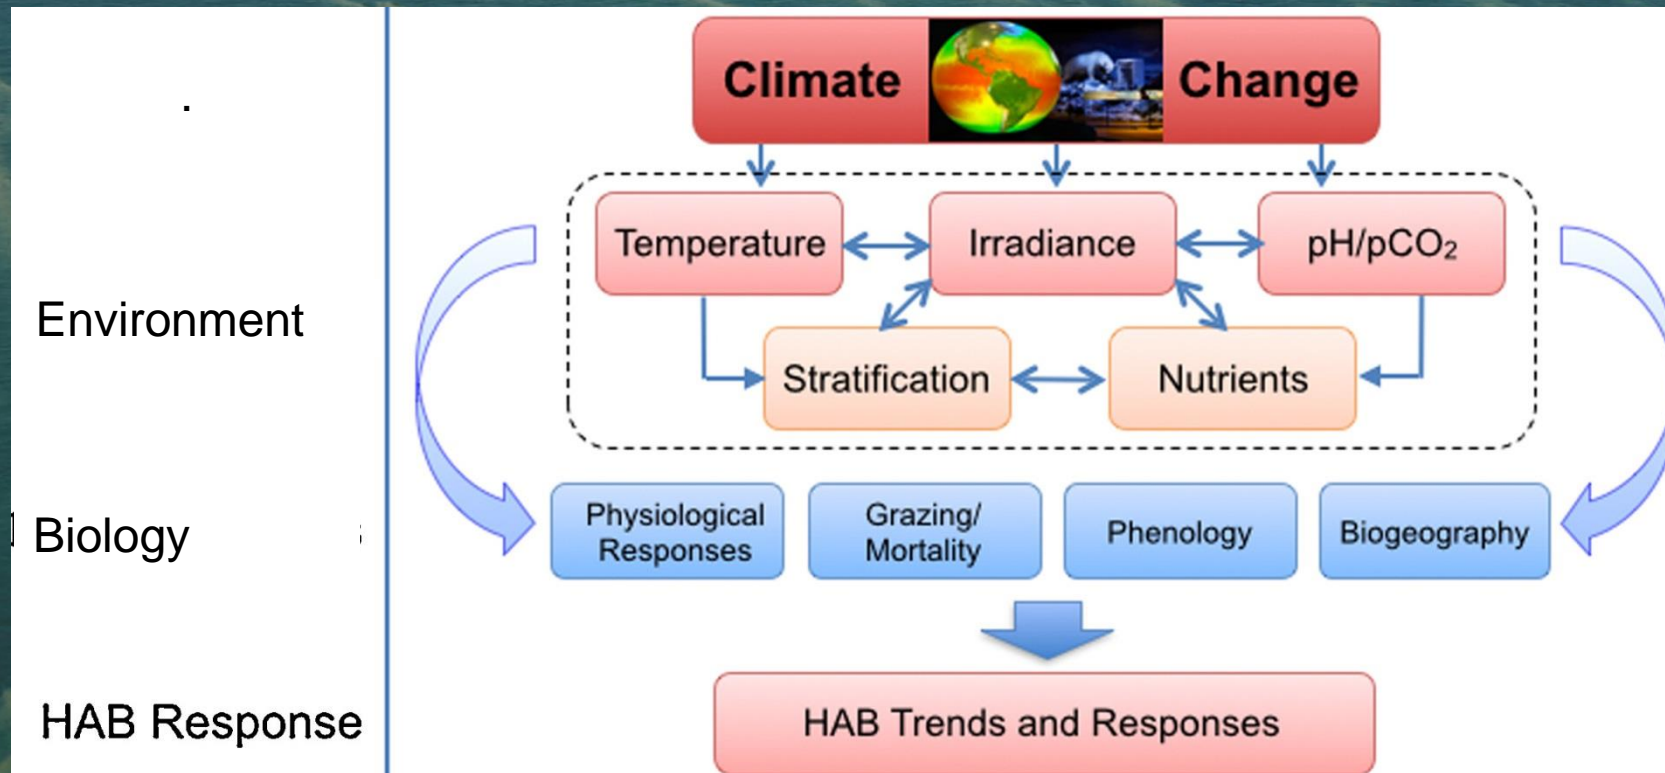 Climate Change
.
Temperature
Irradiance
pH/pCO₂
Environment
Stratification
Nutrients
Biology
Physiological
Responses
Grazing/
Mortality
Phenology
Biogeography
HAB Response
HAB Trends and Responses